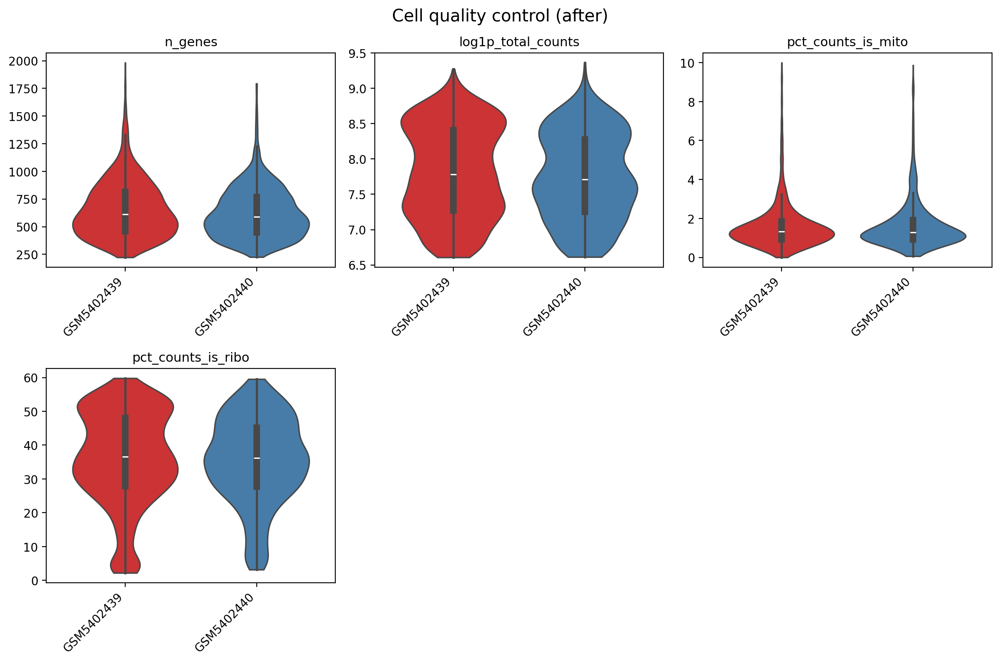 Cell quality control (after)
n_genes
2000
1750
1500
1250
1000
750
500
250
GSM5402439
GSM5402440
log1p_total_counts
9.5
9.0
8.5
8.0
7.5
7.0
6.5
GSM5402439
GSM5402440
pct_counts_is_mito
10
8
6
4
2
0
GSM5402439
GSM5402440
pct_counts_is_ribo
60
50
40
30
20
10
0
GSM5402439
GSM5402440